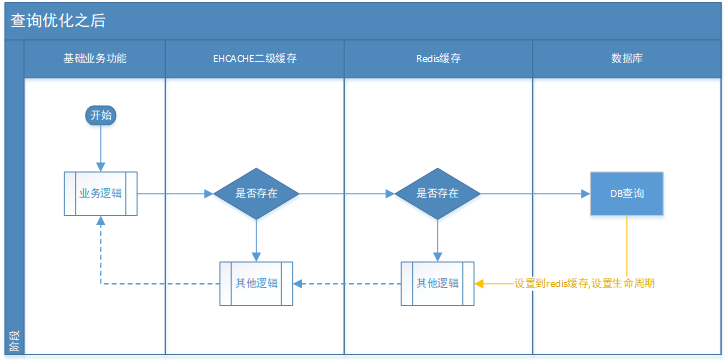 查询优化之后
基础业务功能
EHCACHE二级缓存
Redis缓存
数据库
开始
业务逻辑
是否存在
是否存在
DB查询
其他逻辑
其他逻辑
设置到redis缓存,设置生命周期
阶段